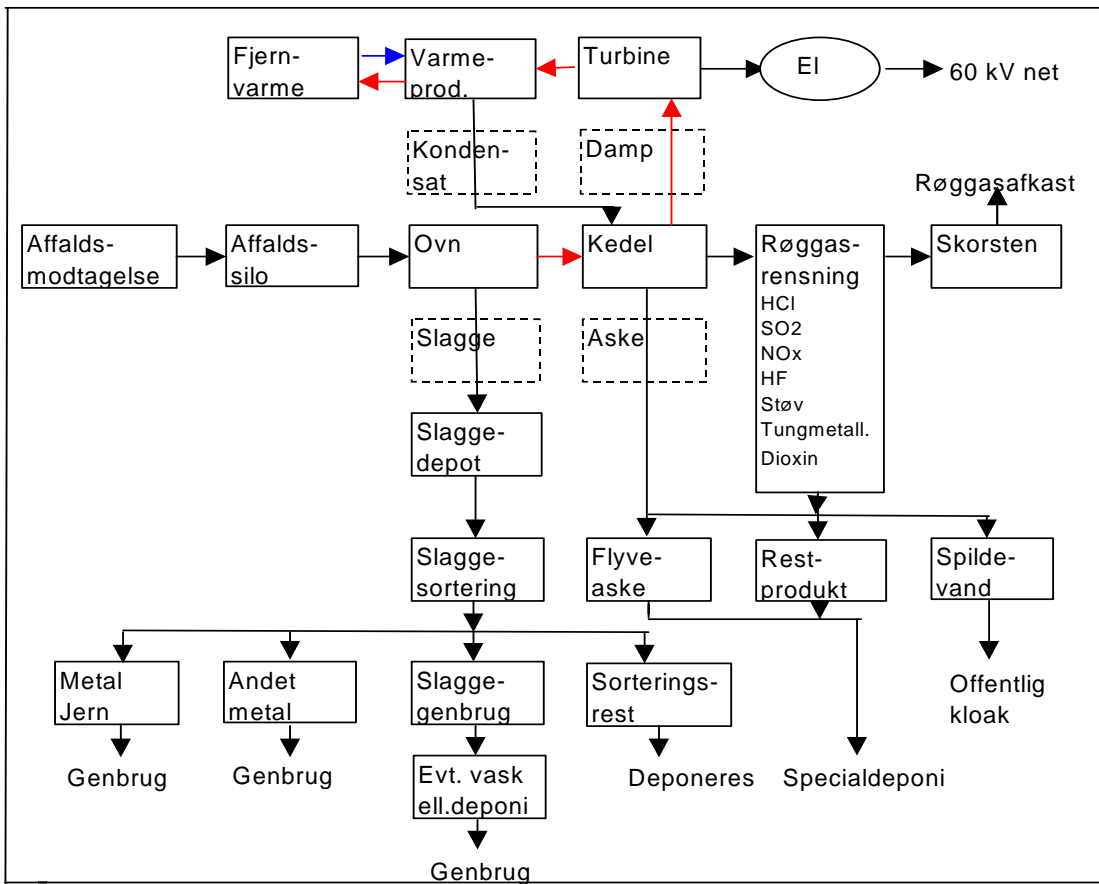 Fjern-
varme
Varme-
prod.
Turbine
El
60 kV net
Konden-
sat
Damp
Røggasafkast
Affalds-
modtagelse
Affalds-
silo
Ovn
Kedel
Røggas-
rensning
HCl
SO2
NOx
HF
Støv
Tungmetall.
Dioxin
Skorsten
Slagge
Aske
Slagge-
depot
Slagge-
sortering
Flyve-
aske
Rest-
produkt
Spilde-
vand
Metal
Jern
Andet
metal
Slagge-
genbrug
Sorterings-
rest
Offentlig
kloak
Genbrug
Genbrug
Evt. vask
ell.deponi
Deponeres
Specialdeponi
Genbrug